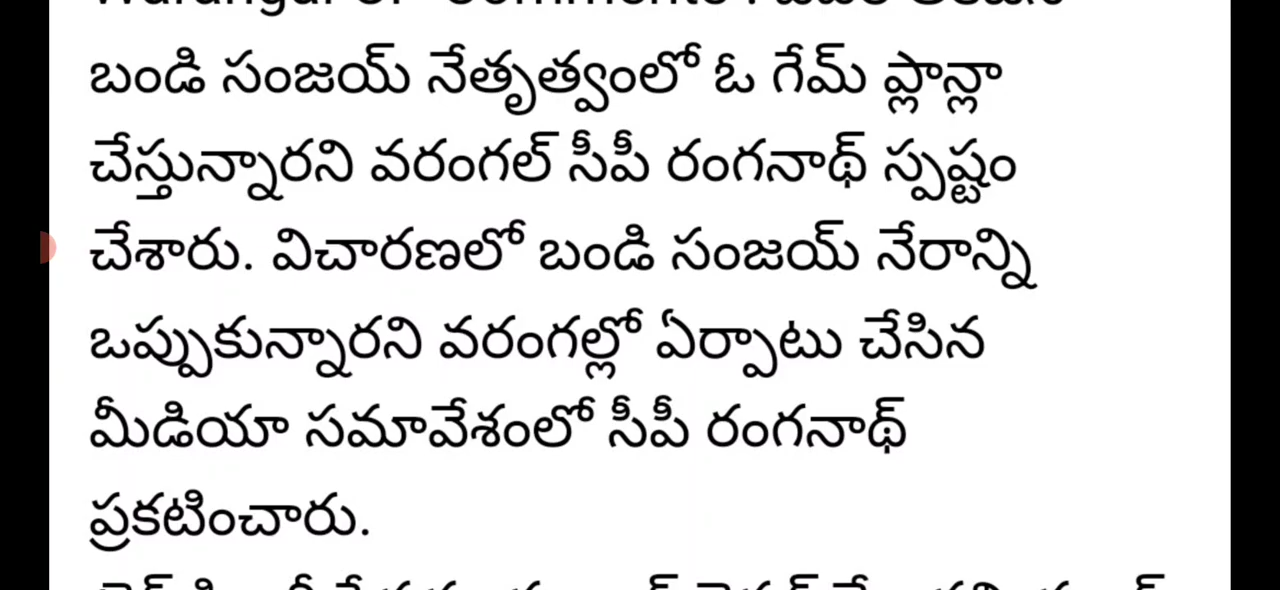 బండి సంజయ్ నేతృత్వంలో ఓ గేమ్ ప్లాన్లా
చేస్తున్నారని వరంగల్ సీపీ రంగనాథ్ స్పష్టం
చేశారు. విచారణలో బండి సంజయ్ నేరాన్ని
ఒప్పుకున్నారని వరంగల్లో ఏర్పాటు చేసిన
మీడియా సమావేశంలో సీపీ రంగనాథ్
ప్రకటించారు.